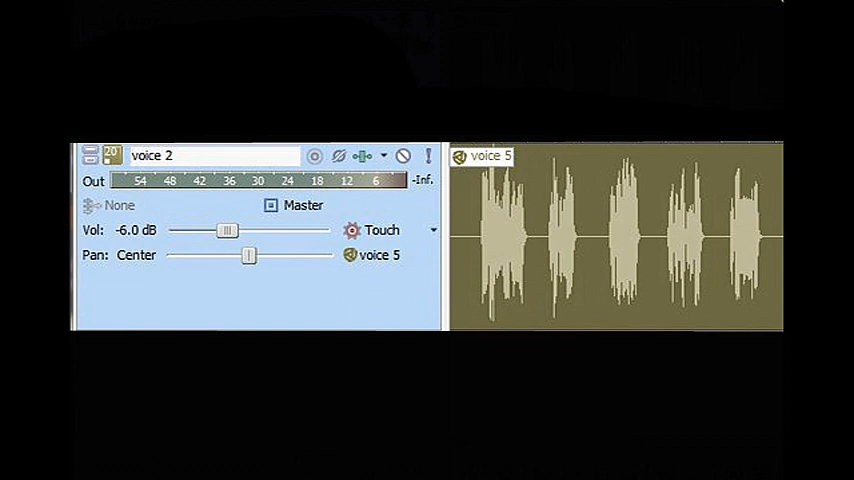 20
voice 2
Out 54 48 42 36 30 24 18 12 6 -Inf.
None Master
Vol: -6.0 dB Touch
Pan: Center voice 5
voice 5